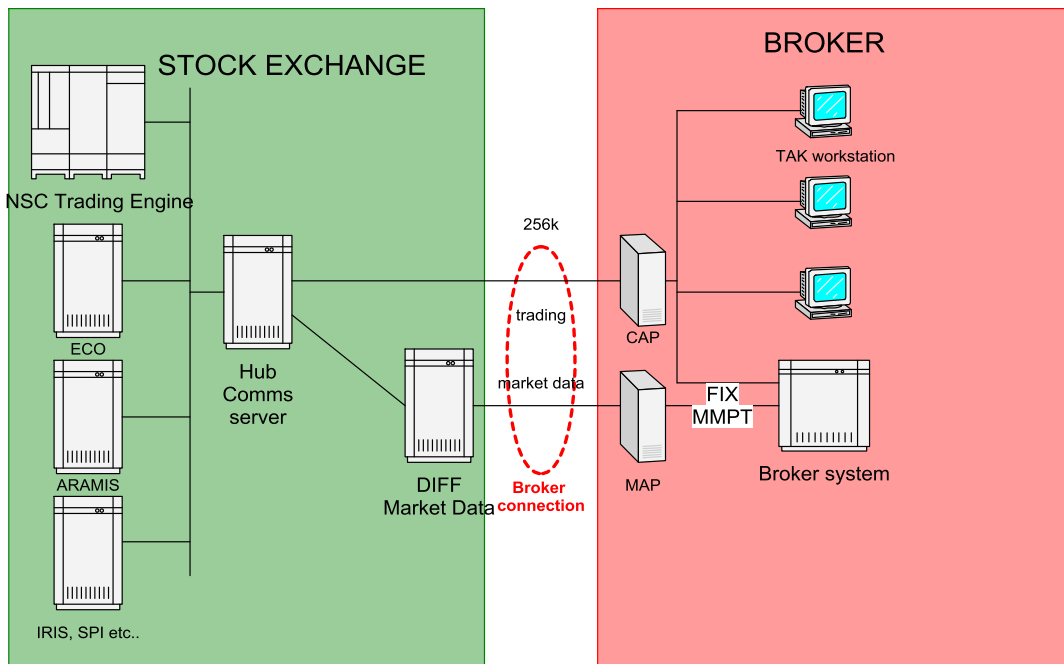 STOCK EXCHANGE
NSC Trading Engine
ECO
ARAMIS
IRIS, SPI etc..
Hub
Comms
server
DIFF
Market Data
256k
trading
market data
Broker
connection
BROKER
TAK workstation
CAP
MAP
FIX
MMPT
Broker system